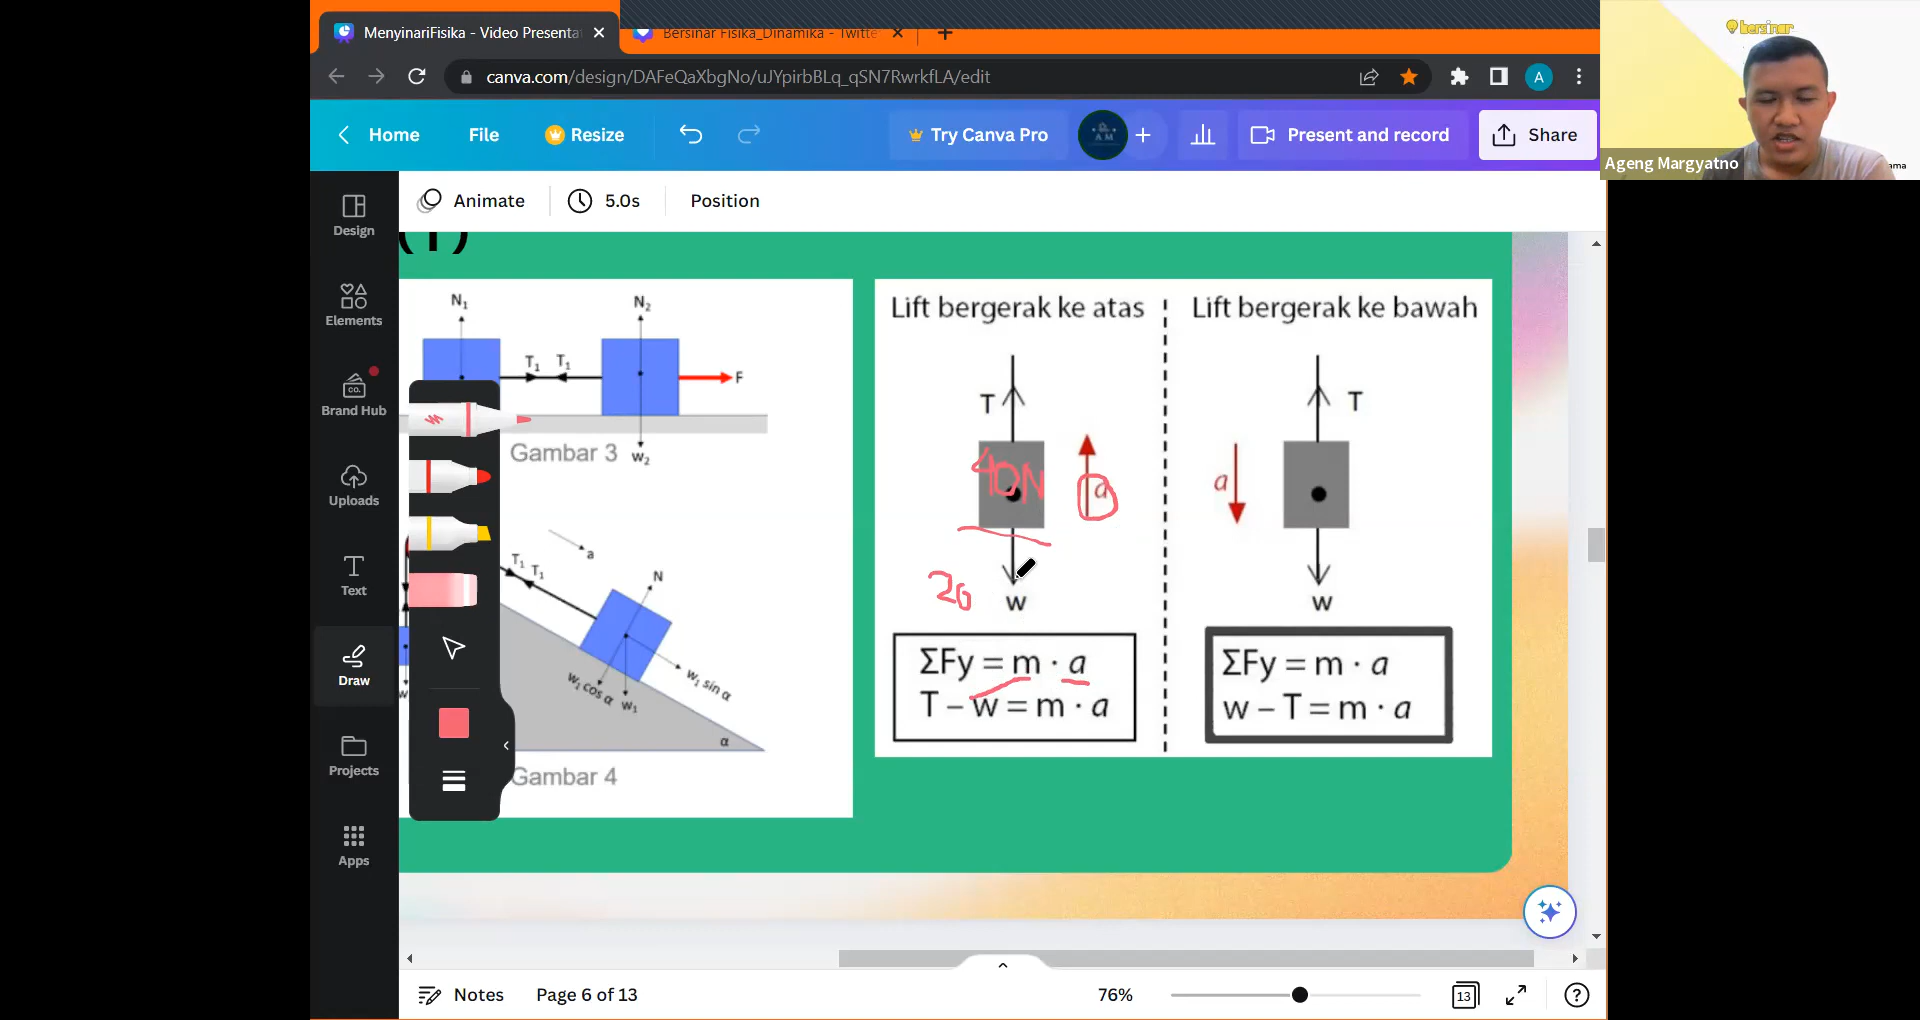 MenyinariFisika - Video Presenta
Bersinar Fisika_Dinamika - Twitte
canva.com/design/DAFeQaXbgNo/uJYpirbBLq_qSN7RwrkfLA/edit
A
Home
File
Resize
Try Canva Pro
Present and record
Share
bersinar
Ageng Margyatno
Animate
5.0s
Position
Design
Elements
Brand Hub
CO.
Uploads
Text
Draw
Projects
Apps
N1
N2
T1
T1
F
Gambar 3
w2
a
T1
T1
N
w1 cos α
w1
w1 sin α
α
Gambar 4
Lift bergerak ke atas
T
40N
a
20
w
ΣFy = m · a
T – w = m · a
Lift bergerak ke bawah
T
a
w
ΣFy = m · a
w – T = m · a
Notes
Page 6 of 13
76%
13